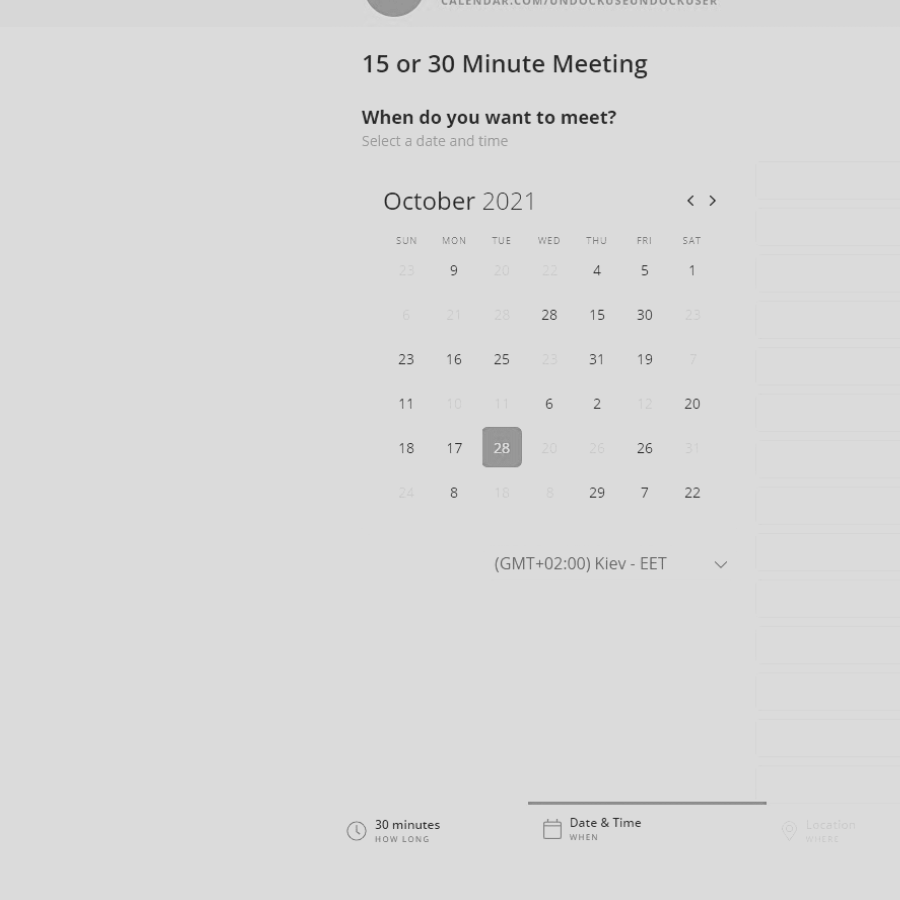 CALENDAR.COM/UNDOCKUSEUNDOCKUSER
15 or 30 Minute Meeting
When do you want to meet?
Select a date and time
October 2021
SUN MON TUE WED THU FRI SAT
23 9 20 22 4 5 1
6 21 28 28 15 30 23
23 16 25 23 31 19 7
11 10 11 6 2 12 20
18 17 28 20 26 26 31
24 8 18 8 29 7 22
(GMT+02:00) Kiev - EET
30 minutes
HOW LONG
Date & Time
WHEN
Location
WHERE